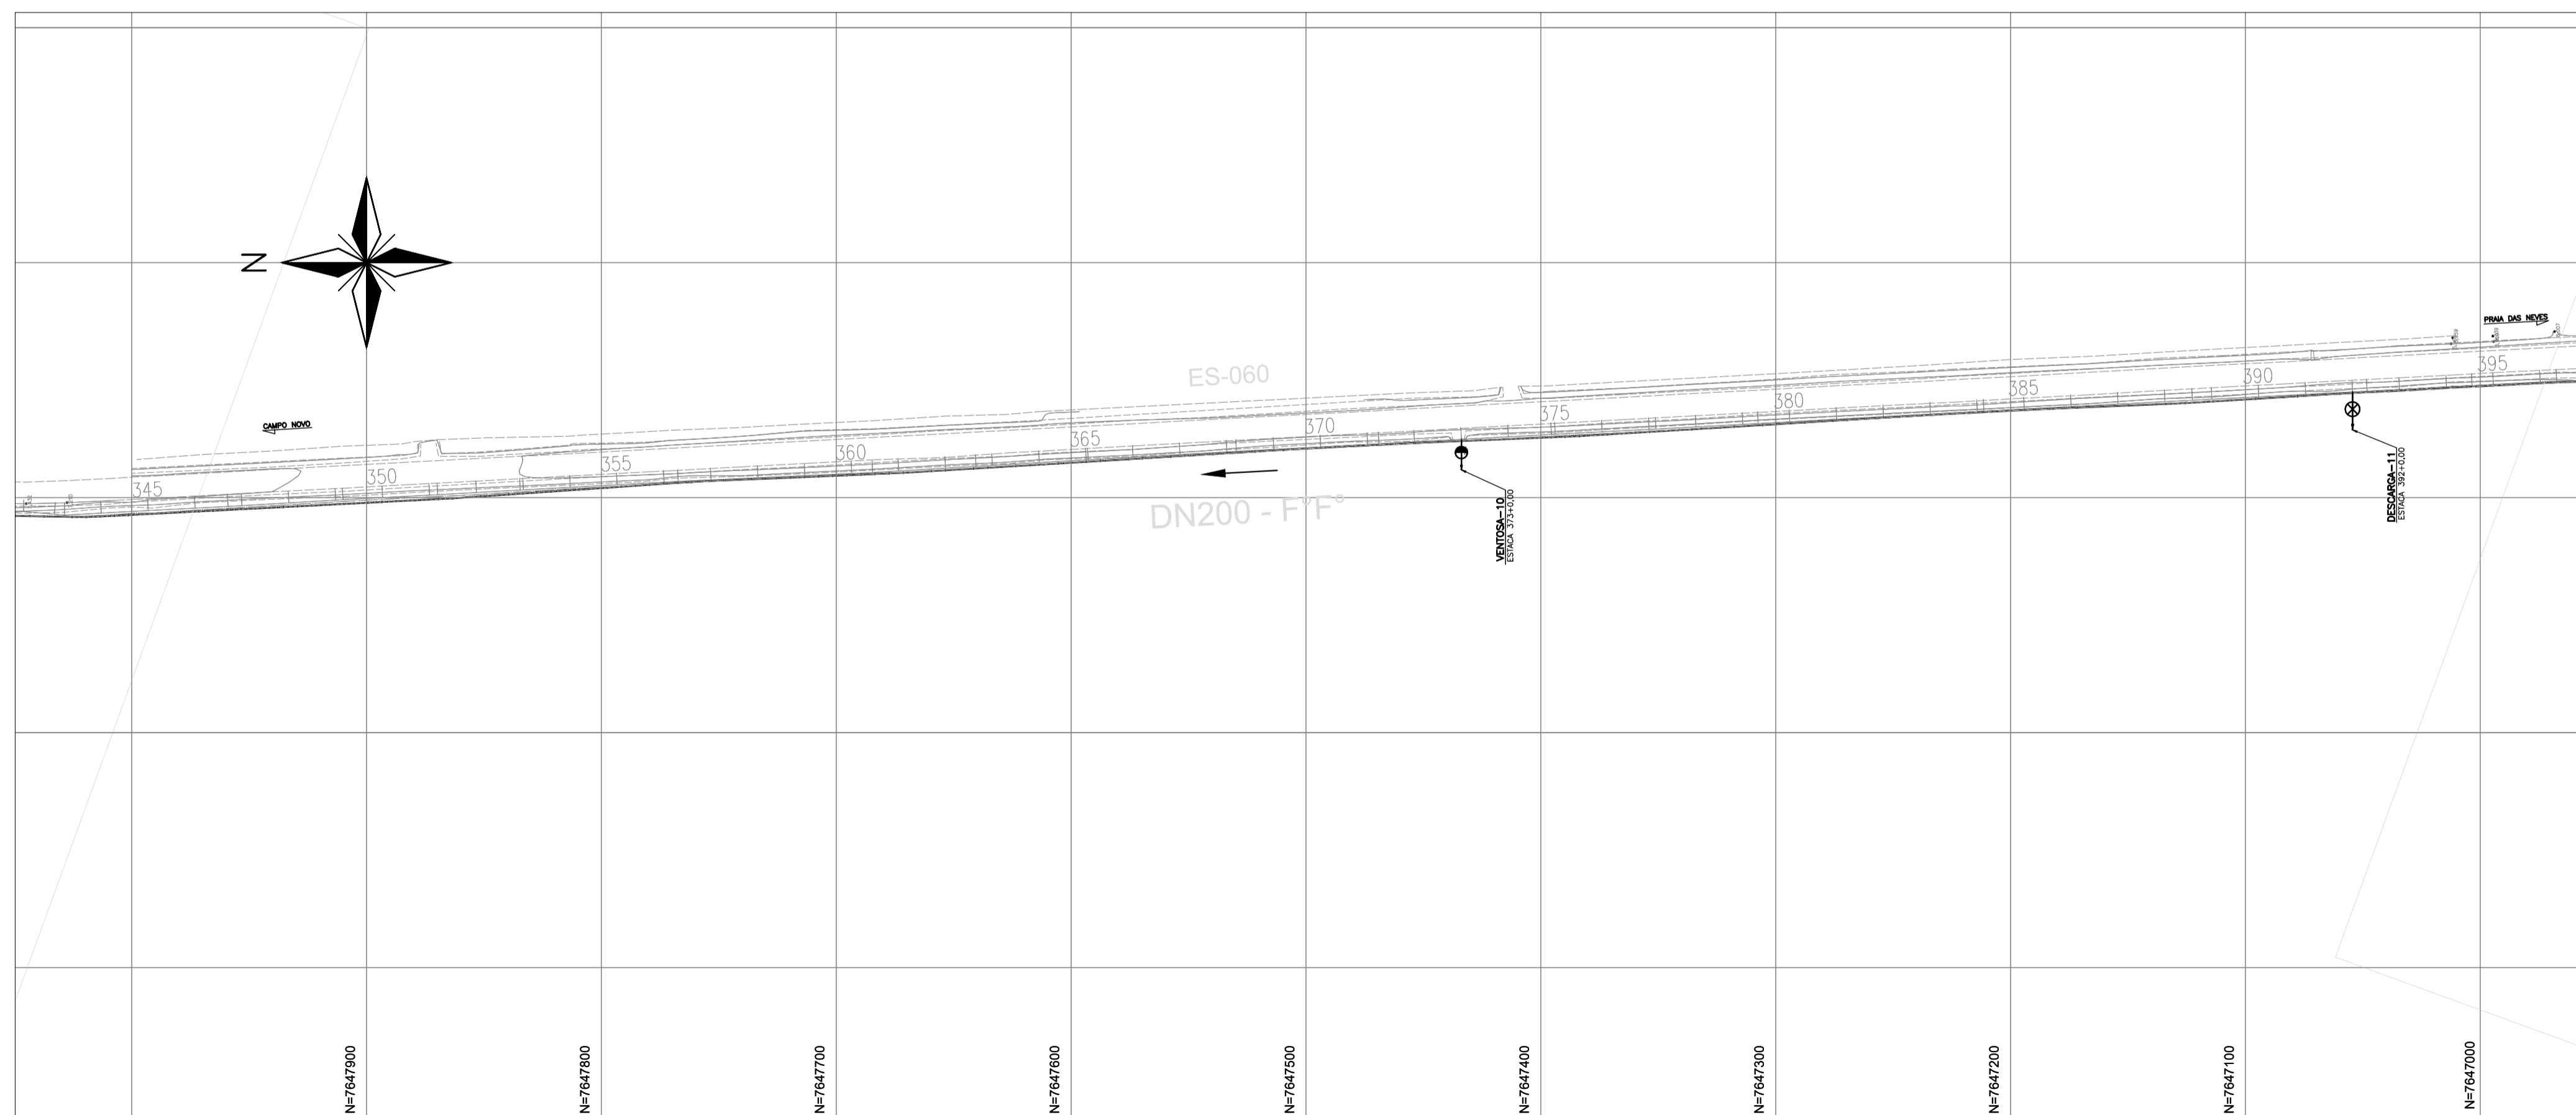 N
PRAIA DAS NEVES
ES-060
CAMPO NOVO
345
350
355
360
365
370
375
380
385
390
395
DN200 - F°F°
VENTOSA-10
ESTACA 373+0,00
DESCARGA-11
ESTACA 392+0,00
N=7647900
N=7647800
N=7647700
N=7647600
N=7647500
N=7647400
N=7647300
N=7647200
N=7647100
N=7647000